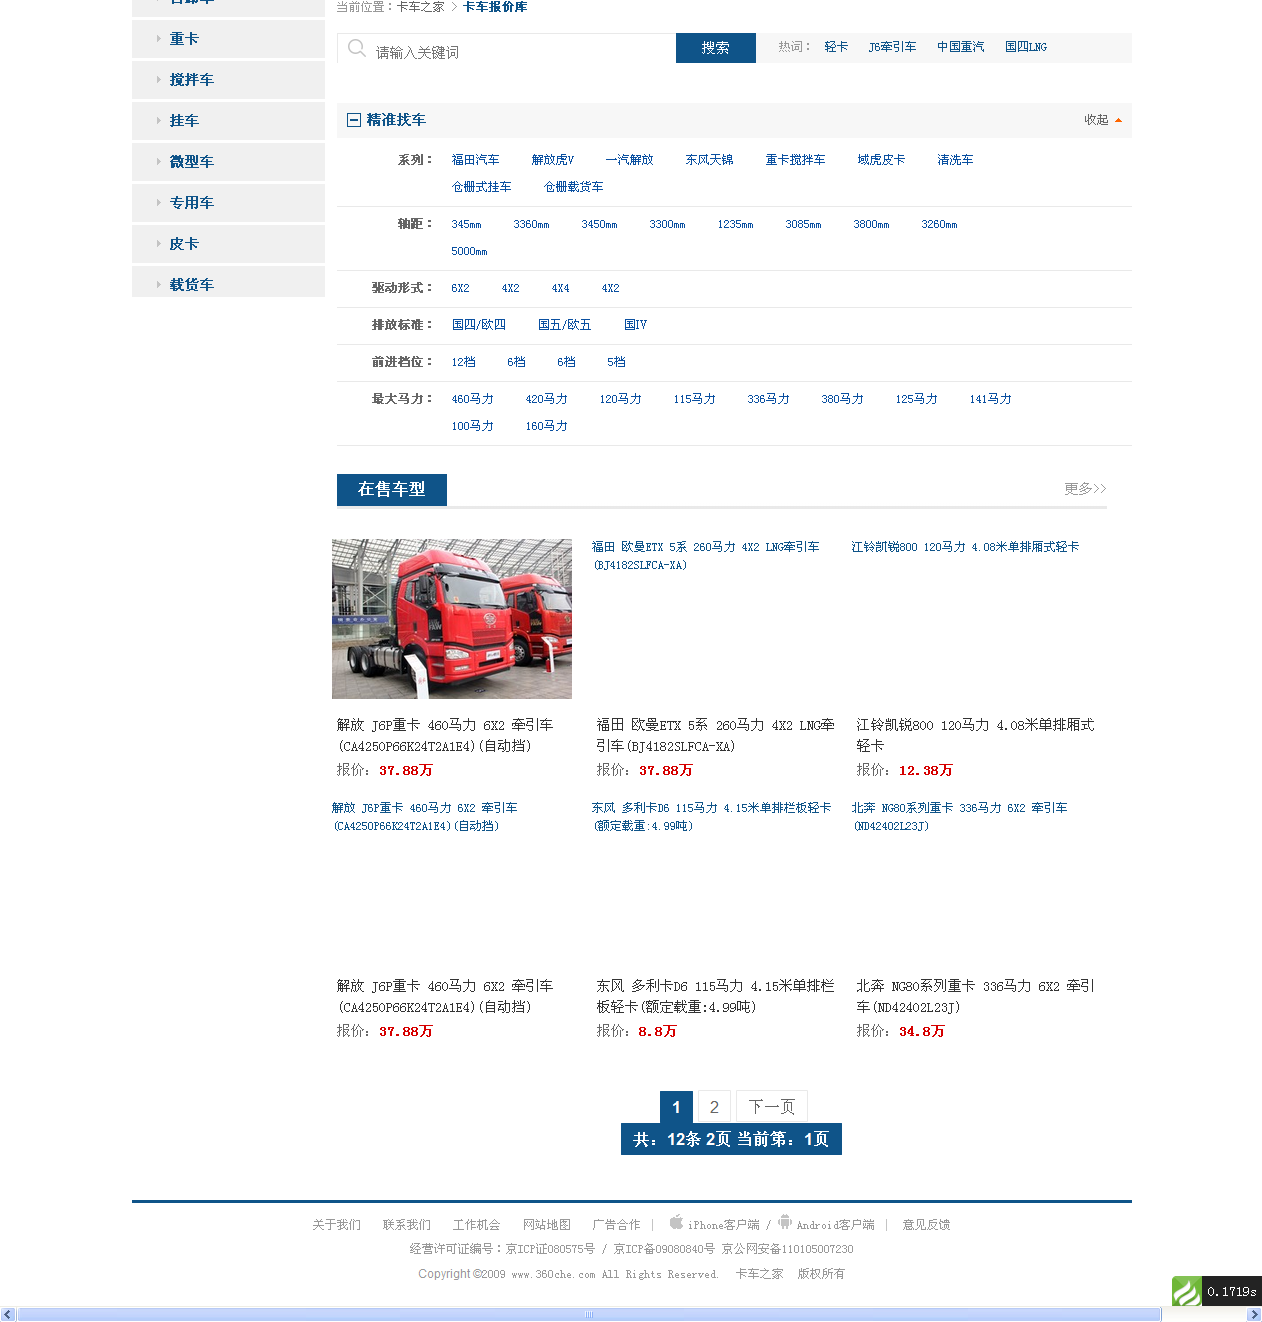 当前位置：卡车之家 > 卡车报价库
重卡
搅拌车
挂车
微型车
专用车
皮卡
载货车
请输入关键词 搜索 热词： 轻卡 J6牵引车 中国重汽 国四LNG
精准找车 收起
系列： 福田汽车 解放虎V 一汽解放 东风天锦 重卡搅拌车 域虎皮卡 清洗车
仓栅式挂车 仓栅载货车
轴距： 345mm 3360mm 3450mm 3300mm 1235mm 3085mm 3800mm 3260mm
5000mm
驱动形式： 6X2 4X2 4X4 4X2
排放标准： 国四/欧四 国五/欧五 国IV
前进档位： 12档 6档 6档 5档
最大马力： 460马力 420马力 120马力 115马力 336马力 380马力 125马力 141马力
100马力 160马力
在售车型 更多>>
福田 欧曼ETX 5系 260马力 4X2 LNG牵引车
(BJ4182SLFCA-XA)
江铃凯锐800 120马力 4.08米单排厢式轻卡
解放 J6P重卡 460马力 6X2 牵引车
(CA4250P66K24T2A1E4)(自动挡)
报价：37.88万
福田 欧曼ETX 5系 260马力 4X2 LNG牵
引车(BJ4182SLFCA-XA)
报价：37.88万
江铃凯锐800 120马力 4.08米单排厢式
轻卡
报价：12.38万
解放 J6P重卡 460马力 6X2 牵引车
(CA4250P66K24T2A1E4)(自动挡)
东风 多利卡D6 115马力 4.15米单排栏板轻卡
(额定载重:4.99吨)
北奔 NG80系列重卡 336马力 6X2 牵引车
(ND42402L23J)
解放 J6P重卡 460马力 6X2 牵引车
(CA4250P66K24T2A1E4)(自动挡)
报价：37.88万
东风 多利卡D6 115马力 4.15米单排栏
板轻卡(额定载重:4.99吨)
报价：8.8万
北奔 NG80系列重卡 336马力 6X2 牵引
车(ND42402L23J)
报价：34.8万
1 2 下一页
共：12条 2页 当前第：1页
关于我们 联系我们 工作机会 网站地图 广告合作 | iPhone客户端 / Android客户端 | 意见反馈
经营许可证编号：京ICP证080575号 / 京ICP备09080840号 京公网安备110105007230
Copyright ©2009 www.360che.com All Rights Reserved. 卡车之家 版权所有
0.1719s